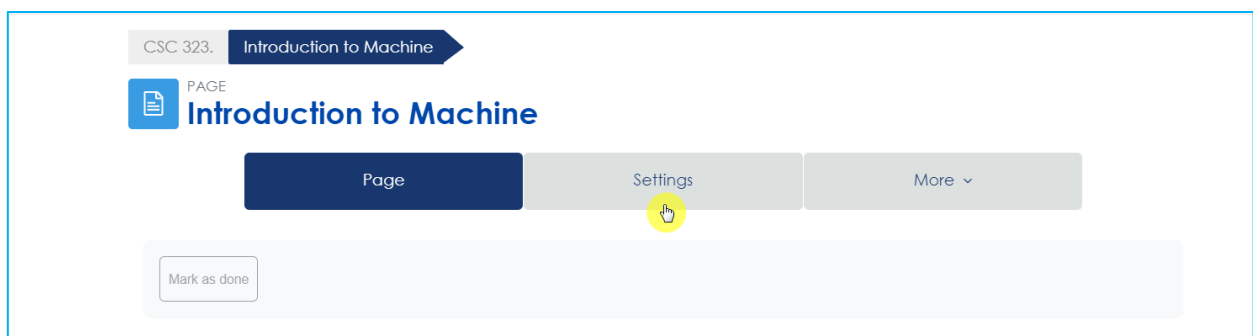 CSC 323. Introduction to Machine
PAGE
Introduction to Machine
Page Settings More
Mark as done